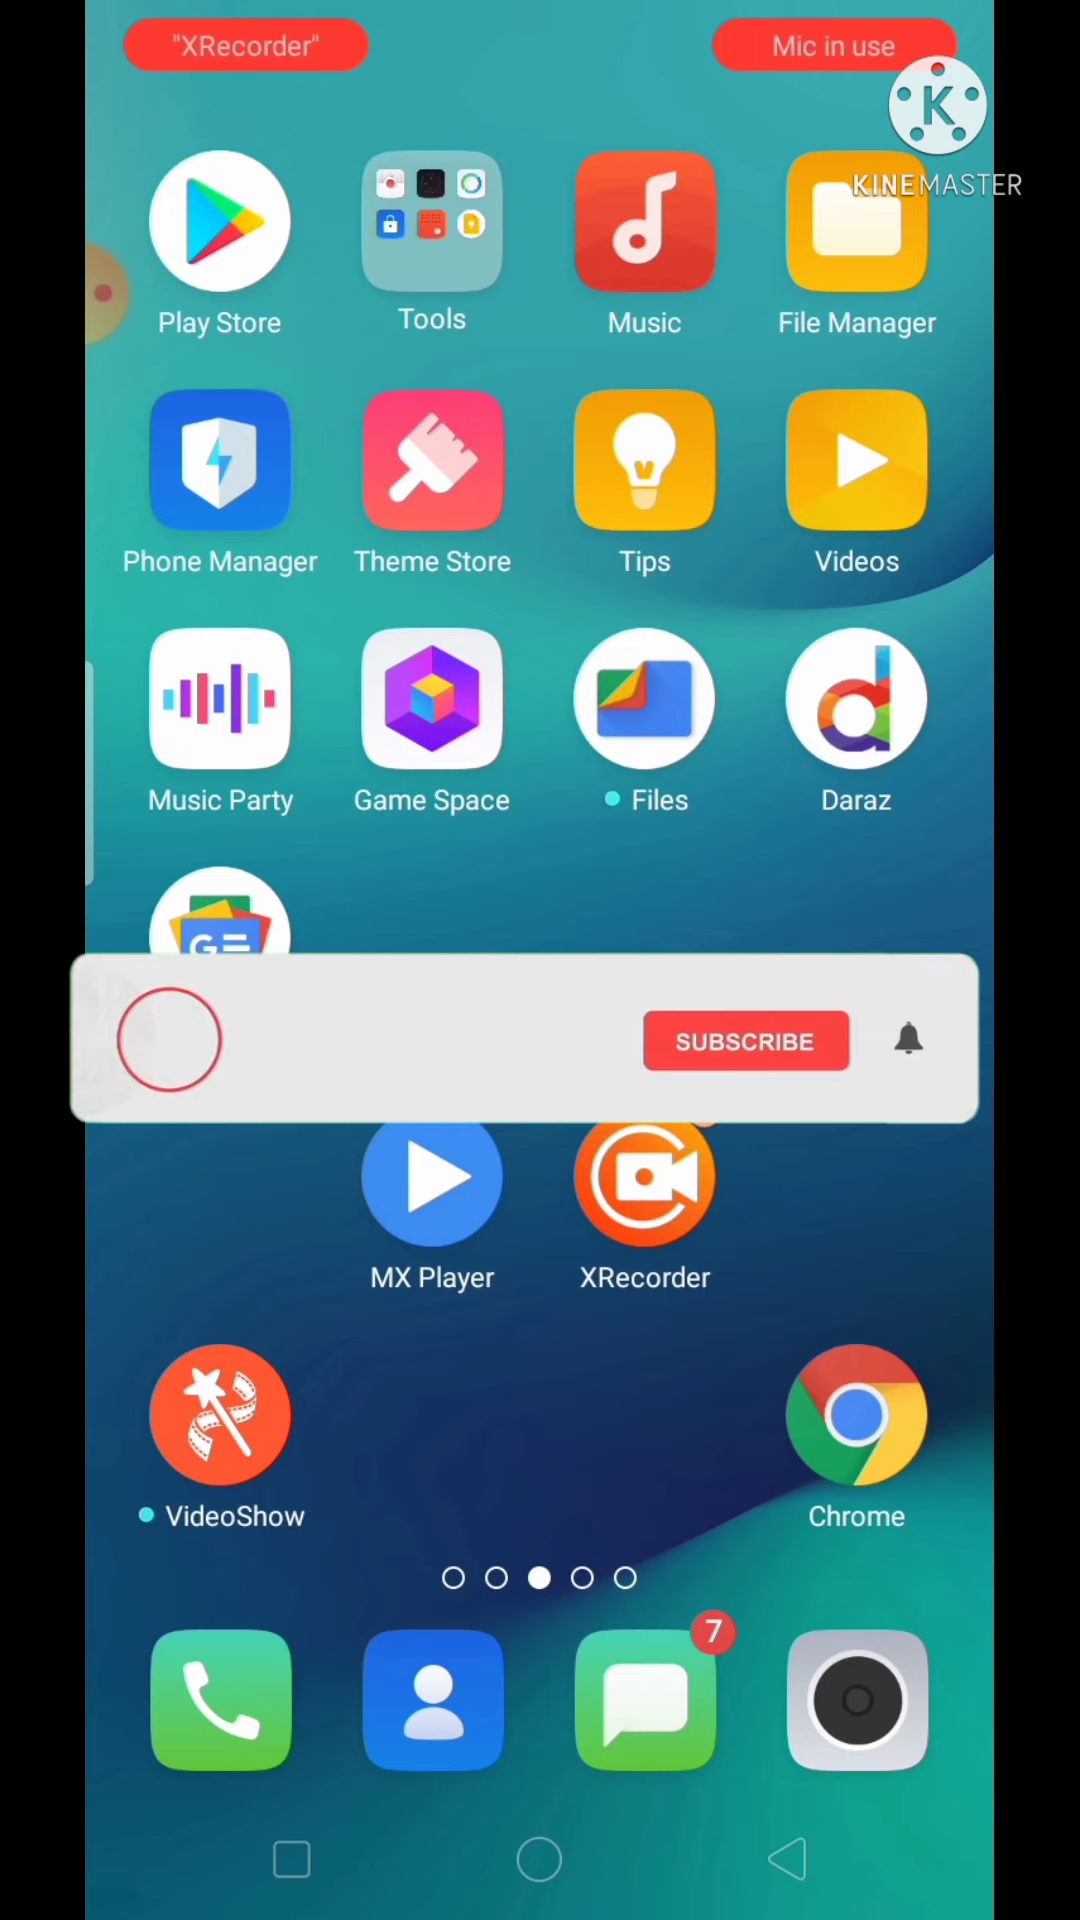 "XRecorder"
Mic in use
K
KINEMASTER
Play Store
Tools
Music
File Manager
Phone Manager
Theme Store
Tips
Videos
Music Party
Game Space
Files
Daraz
G
SUBSCRIBE
MX Player
XRecorder
VideoShow
Chrome
7